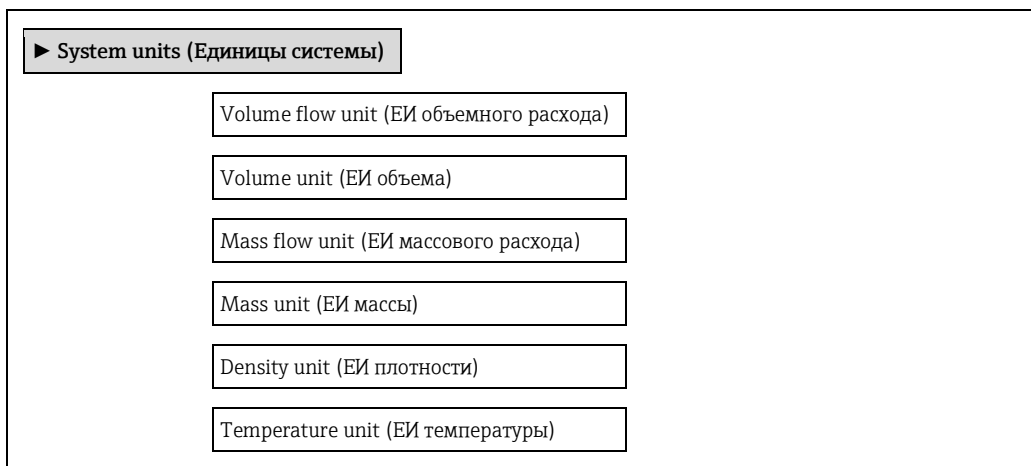 ► System units (Единицы системы)
Volume flow unit (ЕИ объемного расхода)
Volume unit (ЕИ объема)
Mass flow unit (ЕИ массового расхода)
Mass unit (ЕИ массы)
Density unit (ЕИ плотности)
Temperature unit (ЕИ температуры)